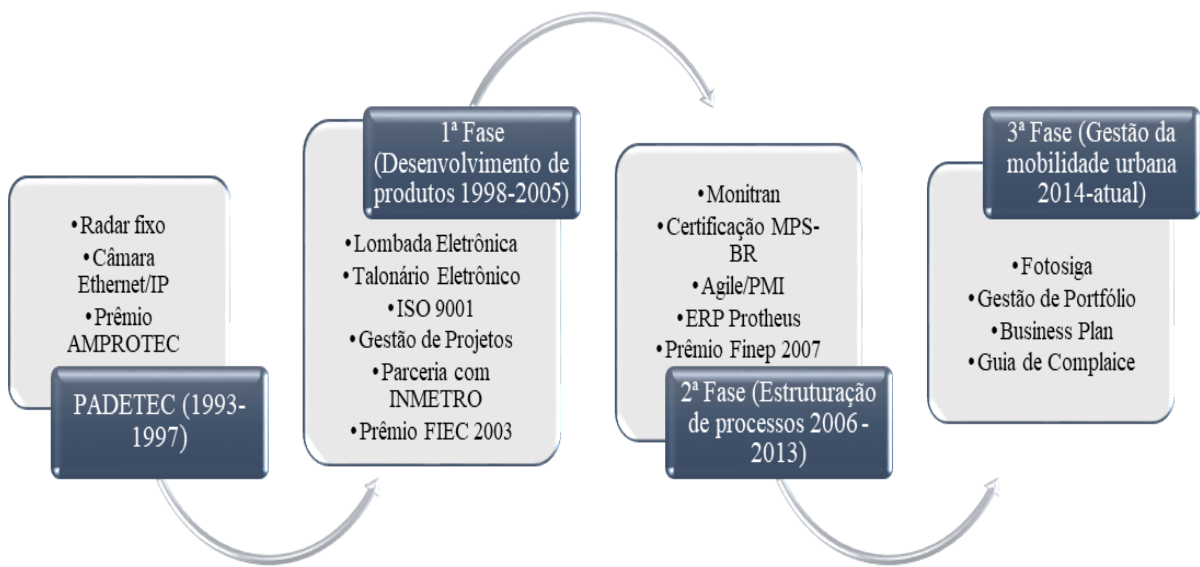 •Radar fixo
•Câmara
Ethernet/IP
•Prêmio
AMPROTEC
PADETEC (1993-
1997)
1ª Fase
(Desenvolvimento de
produtos 1998-2005)
•Lombada Eletrônica
•Talonário Eletrônico
•ISO 9001
•Gestão de Projetos
•Parceria com
INMETRO
•Prêmio FIEC 2003
•Monitran
•Certificação MPS-
BR
•Agile/PMI
•ERP Protheus
•Prêmio Finep 2007
2ª Fase (Estruturação
de processos 2006 -
2013)
3ª Fase (Gestão da
mobilidade urbana
2014-atual)
•Fotosiga
•Gestão de Portfólio
•Business Plan
•Guia de Complaice